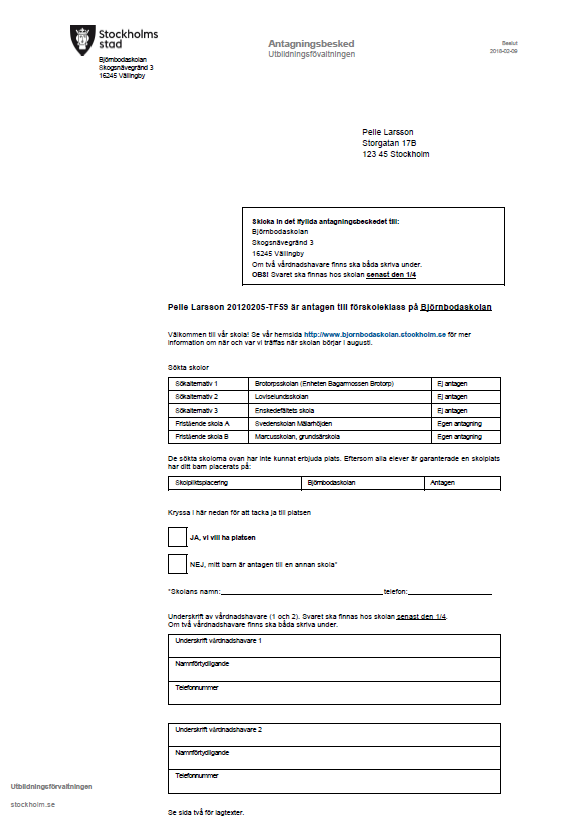 Stockholms
stad
Björnbodaskolan
Skogsnävegränd 3
16245 Vällingby
Antagningsbesked
Utbildningsförvaltningen
Beslut
2018-02-09
Pelle Larsson
Storgatan 17B
123 45 Stockholm
Skicka in det ifyllda antagningsbeskedet till:
Björnbodaskolan
Skogsnävegränd 3
16245 Vällingby
Om två vårdnadshavare finns ska båda skriva under.
OBS! Svaret ska finnas hos skolan senast den 1/4
Pelle Larsson 20120205-TF59 är antagen till förskoleklass på Björnbodaskolan
Välkommen till vår skola! Se vår hemsida http://www.bjornbodaskolan.stockholm.se för mer
information om när och var vi träffas när skolan börjar i augusti.
Sökta skolor
Sökalternativ 1 Brotorpsskolan (Enheten Bagarmossen Brotorp) Ej antagen
Sökalternativ 2 Loviselundsskolan Ej antagen
Sökalternativ 3 Enskedefältets skola Ej antagen
Fristående skola A Svedenskolan Mälarhöjden Egen antagning
Fristående skola B Marcusskolan, grundsärskola Egen antagning
De sökta skolorna ovan har inte kunnat erbjuda plats. Eftersom alla elever är garanterade en skolplats
har ditt barn placerats på:
Skolpliktsplacering Björnbodaskolan Antagen
Kryssa i här nedan för att tacka ja till platsen
JA, vi vill ha platsen
NEJ, mitt barn är antagen till en annan skola*
*Skolans namn: telefon:
Underskrift av vårdnadshavare (1 och 2). Svaret ska finnas hos skolan senast den 1/4.
Om två vårdnadshavare finns ska båda skriva under.
Underskrift vårdnadshavare 1
Namnförtydligande
Telefonnummer
Underskrift vårdnadshavare 2
Namnförtydligande
Telefonnummer
Utbildningsförvaltningen
stockholm.se
Se sida två för lagtexter.